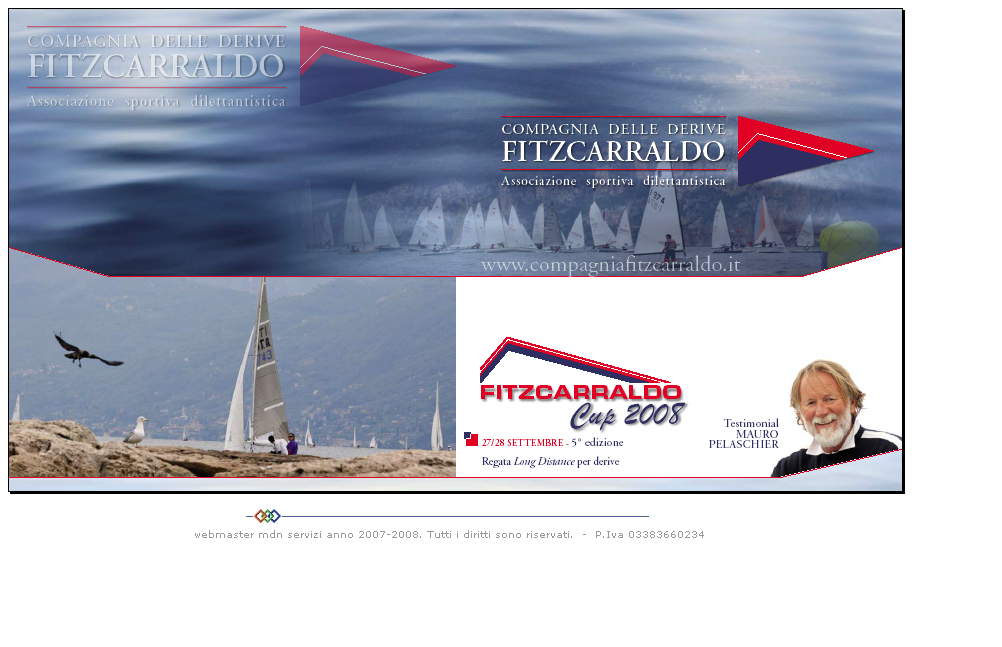 COMPAGNIA DELLE DERIVE
FITZCARRALDO
Associazione sportiva dilettantistica
COMPAGNIA DELLE DERIVE
FITZCARRALDO
Associazione sportiva dilettantistica
974
www.compagniafitzcarraldo.it
ITA
FITZCARRALDO
Cup 2008
27/28 SETTEMBRE - 5° edizione
Regata Long Distance per derive
Testimonial
MAURO
PELASCHIER
webmaster mdn servizi anno 2007-2008. Tutti i diritti sono riservati. - P.Iva 03383660234